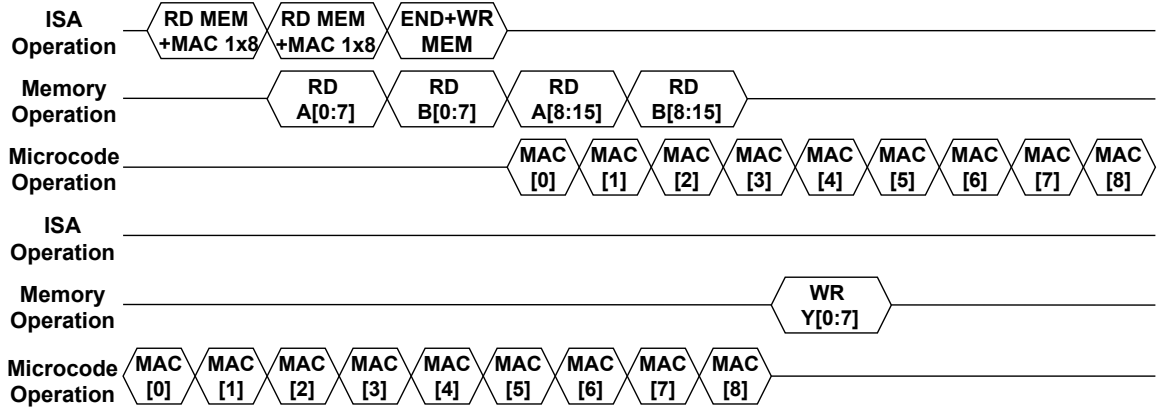 ISA
Operation
RD MEM
+MAC 1x8
RD MEM
+MAC 1x8
END+WR
MEM
Memory
Operation
RD
A[0:7]
RD
B[0:7]
RD
A[8:15]
RD
B[8:15]
Microcode
Operation
MAC
[0]
MAC
[1]
MAC
[2]
MAC
[3]
MAC
[4]
MAC
[5]
MAC
[6]
MAC
[7]
MAC
[8]
ISA
Operation
Memory
Operation
WR
Y[0:7]
Microcode
Operation
MAC
[0]
MAC
[1]
MAC
[2]
MAC
[3]
MAC
[4]
MAC
[5]
MAC
[6]
MAC
[7]
MAC
[8]